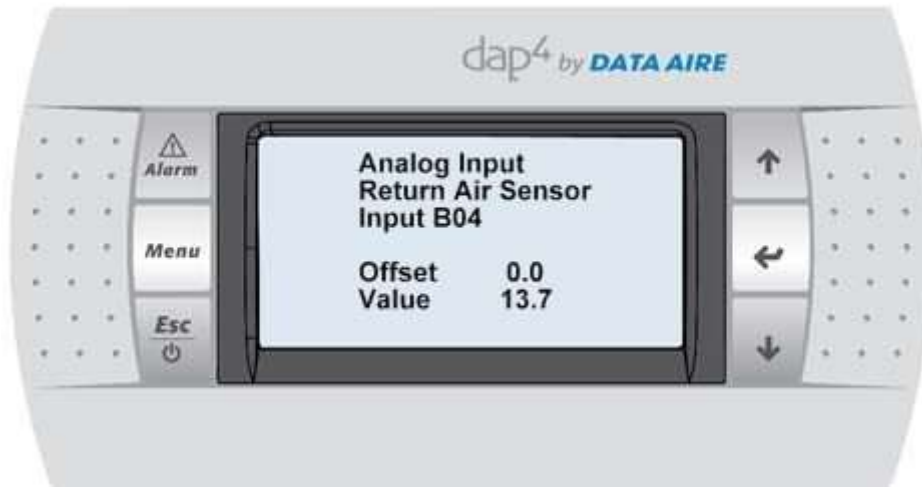 dap4 by DATA AIRE
Alarm
Menu
Esc
Analog Input
Return Air Sensor
Input B04
Offset 0.0
Value 13.7